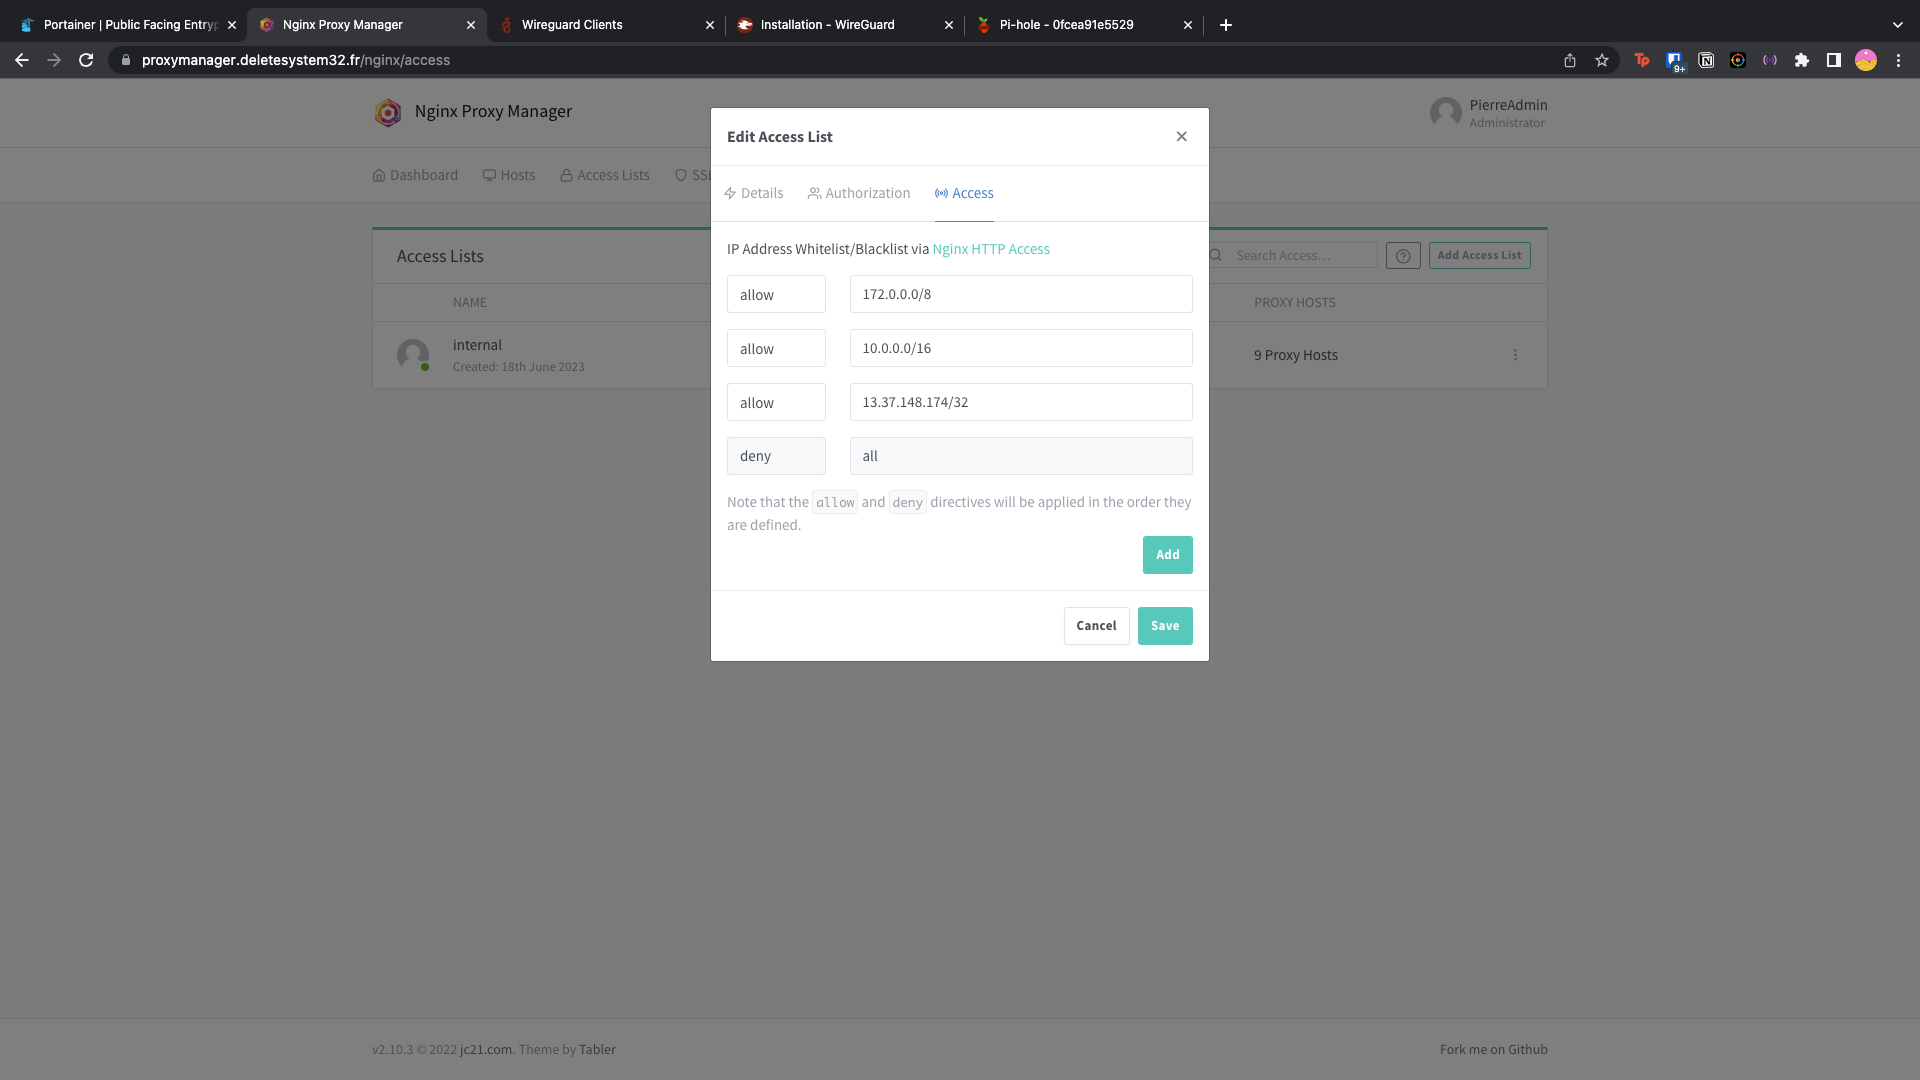 Portainer | Public Facing Entryp
Nginx Proxy Manager
Wireguard Clients
Installation - WireGuard
Pi-hole - 0fcea91e5529
proxymanager.deletesystem32.fr/nginx/access
Tp
9+
Nginx Proxy Manager
PierreAdmin
Administrator
Dashboard
Hosts
Access Lists
SSL
Edit Access List
Details
Authorization
Access
IP Address Whitelist/Blacklist via Nginx HTTP Access
allow
172.0.0.0/8
allow
10.0.0.0/16
allow
13.37.148.174/32
deny
all
Note that the allow and deny directives will be applied in the order they
are defined.
Add
Cancel
Save
Access Lists
Search Access...
Add Access List
NAME
PROXY HOSTS
internal
Created: 18th June 2023
9 Proxy Hosts
v2.10.3 © 2022 jc21.com. Theme by Tabler
Fork me on Github